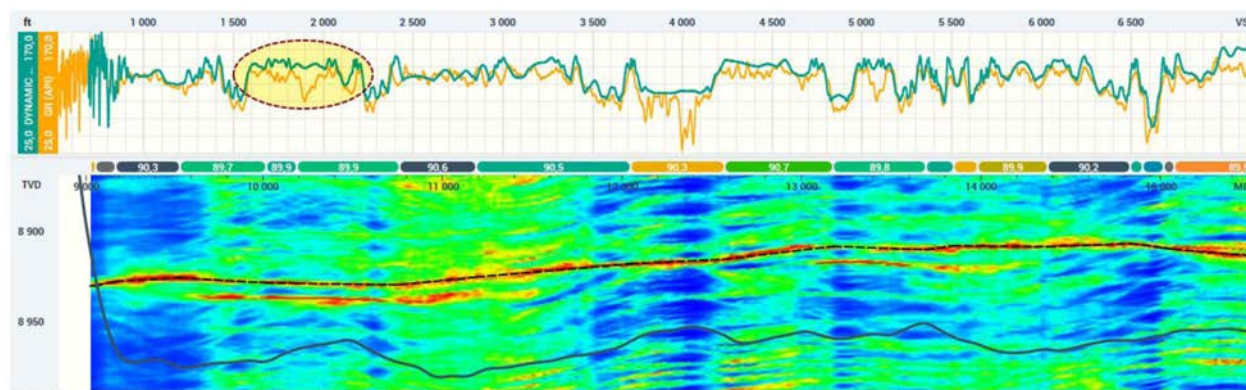 ft 1 000 1 500 2 000 2 500 3 000 3 500 4 000 4 500 5 000 5 500 6 000 6 500 VS
25,0 DYNAMIC ... 170,0
25,0 GR (API) 170,0
90,3 89,7 89,9 89,9 90,6 90,5 90,3 90,7 89,8 89,9 90,2 89,
TVD 9 000 10 000 11 000 12 000 13 000 14 000 15 000 M
8 900
8 950